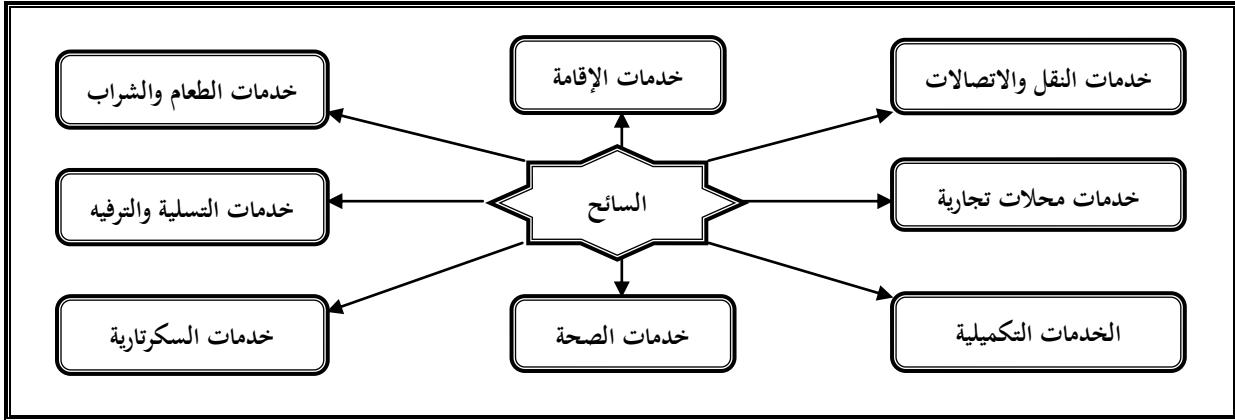 خدمات النقل والاتصالات
خدمات الإقامة
خدمات الطعام والشراب
خدمات محلات تجارية
السائح
خدمات التسلية والترفيه
الخدمات التكميلية
خدمات الصحة
خدمات السكرتارية